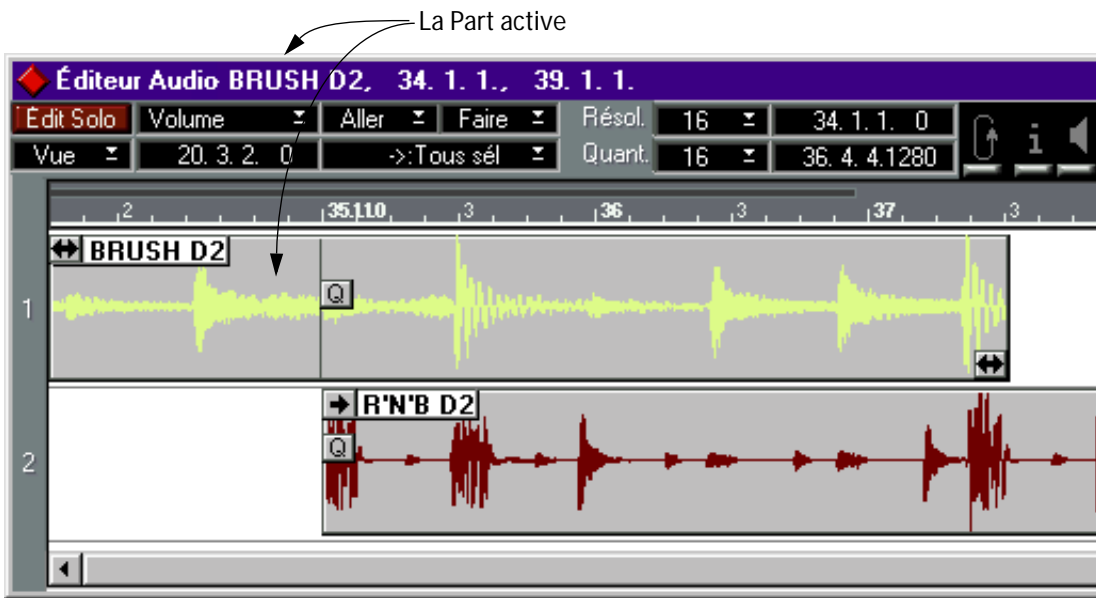 La Part active
Éditeur Audio BRUSH D2, 34. 1. 1., 39. 1. 1.
Édit Solo Volume Aller Faire Résol. 16 34. 1. 1. 0
Vue 20. 3. 2. 0 ->:Tous sél Quant. 16 36. 4. 4.1280
2 35.1.1.0 3 36 3 37 3
BRUSH D2
1 Q
R'N'B D2
2 Q